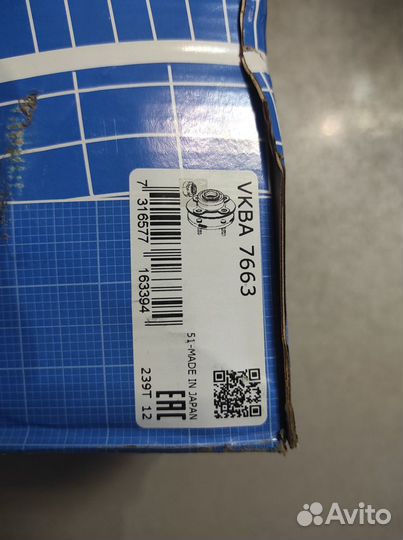 VKBA 7663
7 316577 163394
51-MADE IN JAPAN
EAC
239T 12
Avito